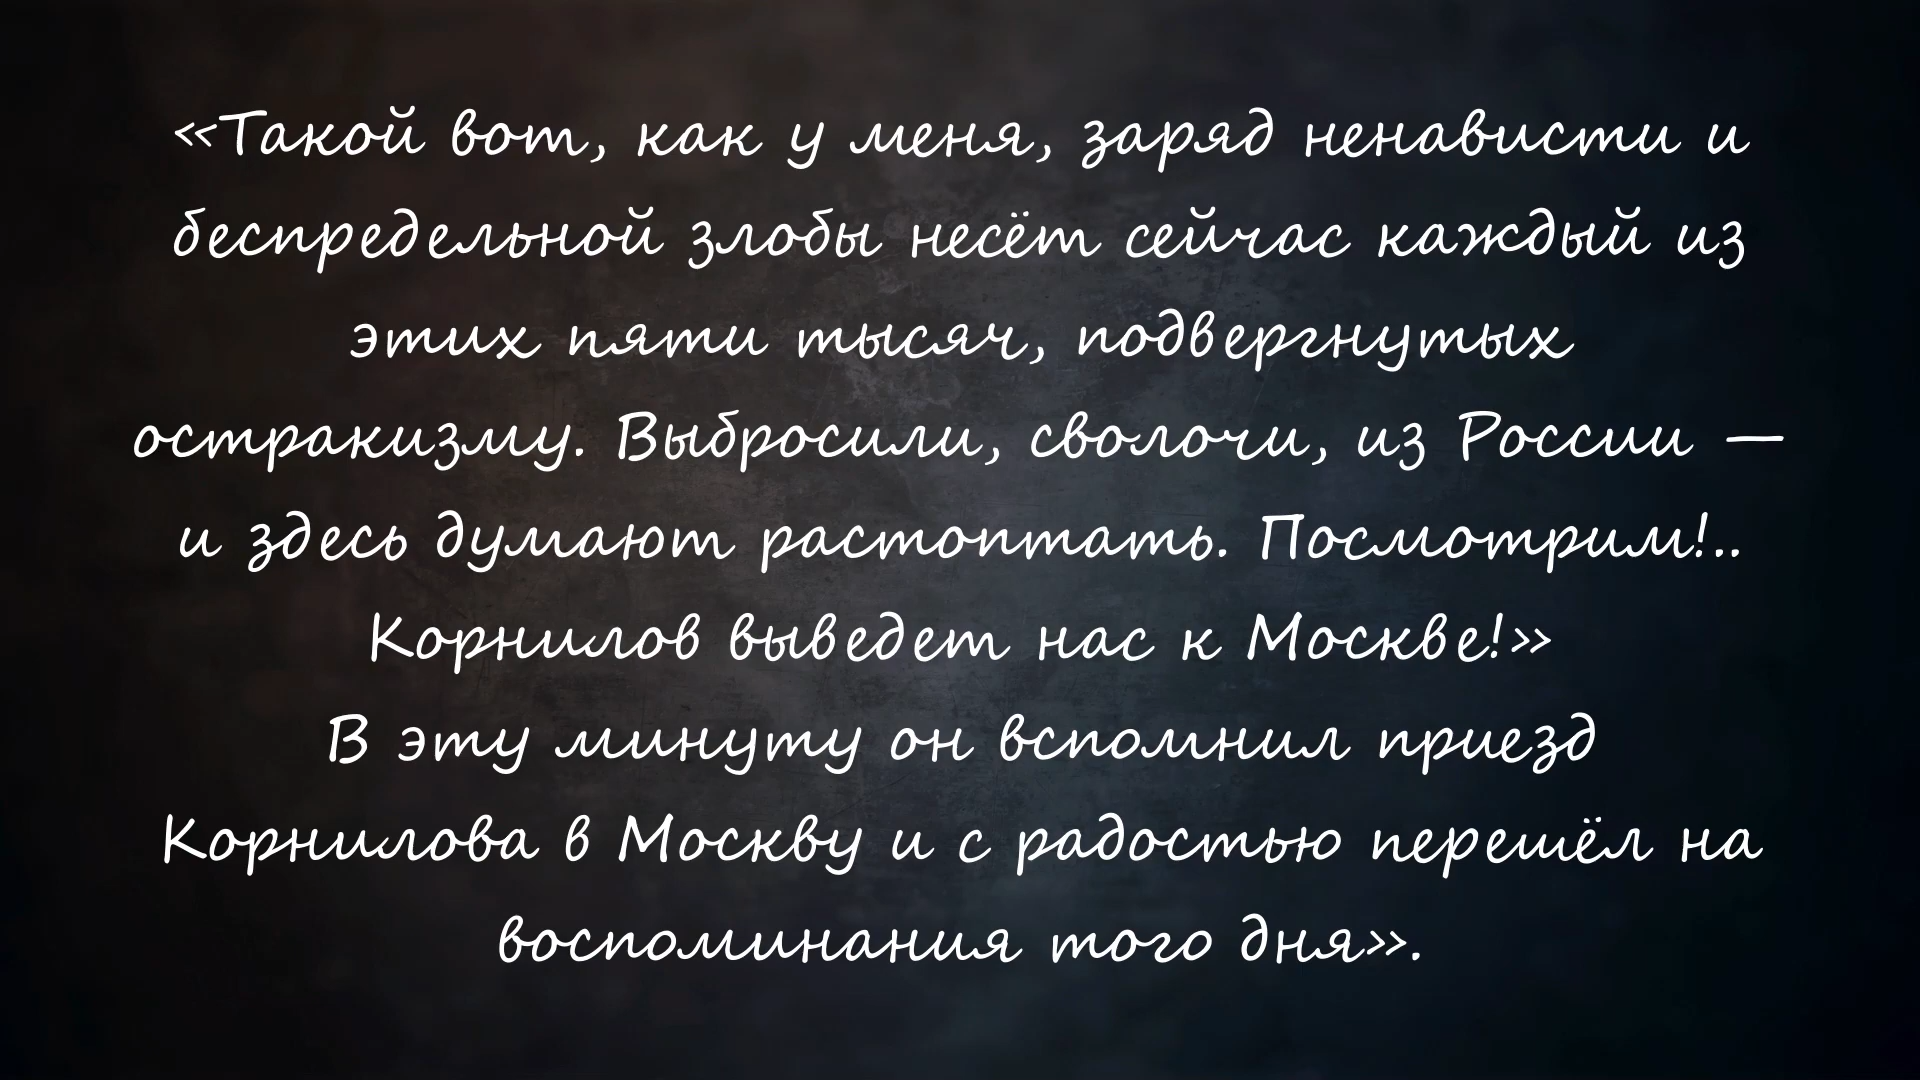 «Такой вот, как у меня, заряд ненависти и
беспредельной злобы несёт сейчас каждый из
этих пяти тысяч, подвергнутых
остракизму. Выбросили, сволочи, из России —
и здесь думают растоптать. Посмотрим!..
Корнилов выведет нас к Москве!»
В эту минуту он вспомнил приезд
Корнилова в Москву и с радостью перешёл на
воспоминания того дня».